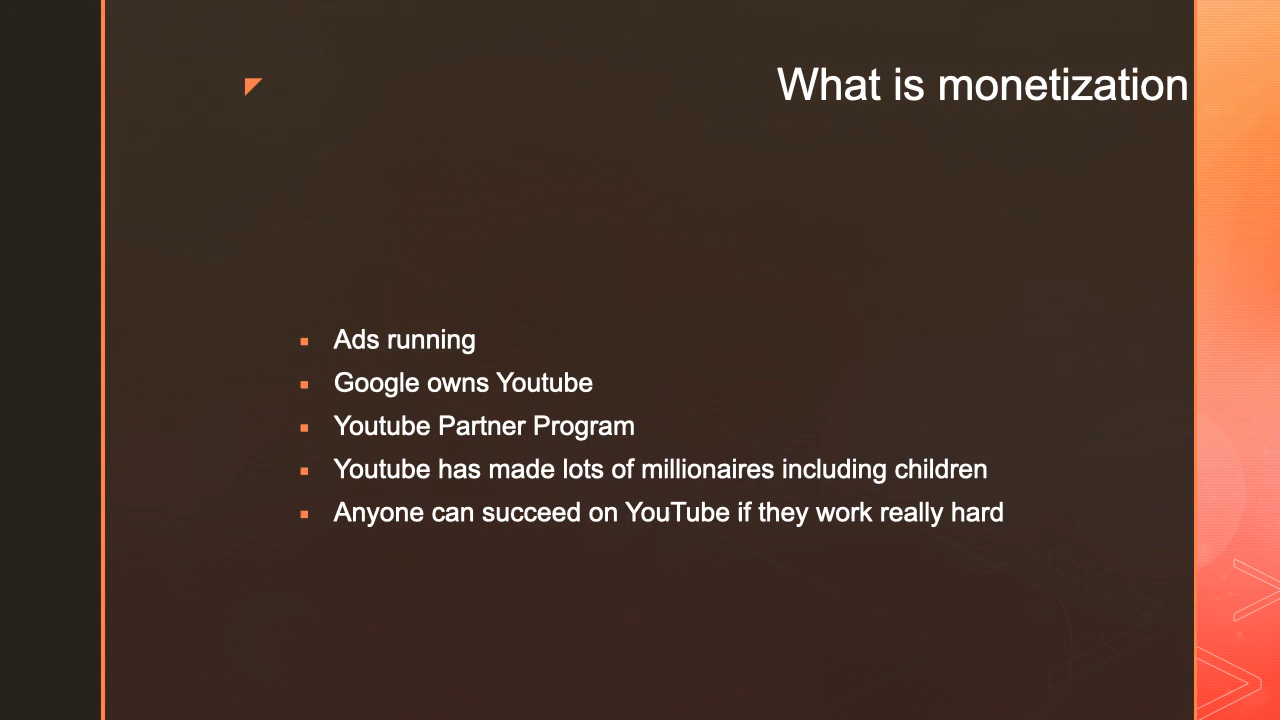 What is monetization
Ads running
Google owns Youtube
Youtube Partner Program
Youtube has made lots of millionaires including children
Anyone can succeed on YouTube if they work really hard